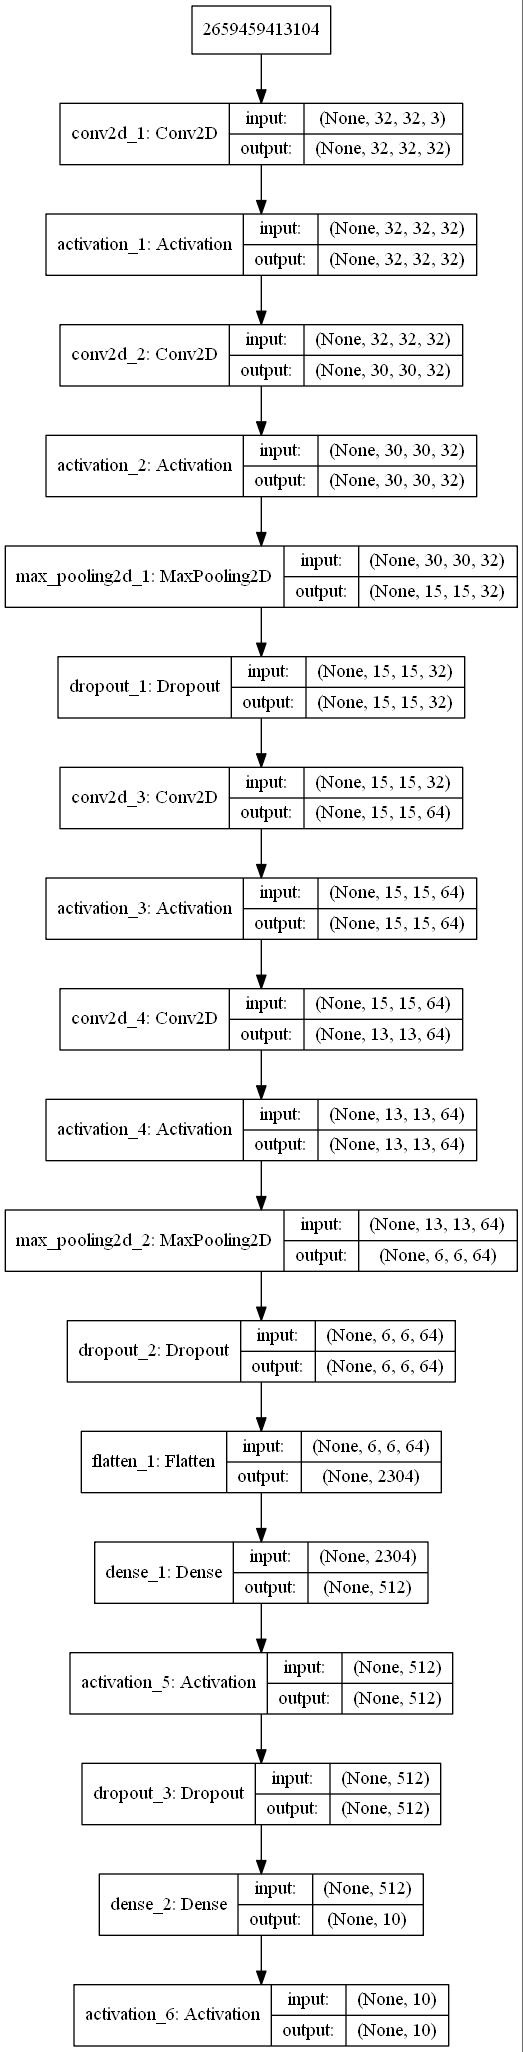 2659459413104
conv2d_1: Conv2D
input: (None, 32, 32, 3)
output: (None, 32, 32, 32)
activation_1: Activation
input: (None, 32, 32, 32)
output: (None, 32, 32, 32)
conv2d_2: Conv2D
input: (None, 32, 32, 32)
output: (None, 30, 30, 32)
activation_2: Activation
input: (None, 30, 30, 32)
output: (None, 30, 30, 32)
max_pooling2d_1: MaxPooling2D
input: (None, 30, 30, 32)
output: (None, 15, 15, 32)
dropout_1: Dropout
input: (None, 15, 15, 32)
output: (None, 15, 15, 32)
conv2d_3: Conv2D
input: (None, 15, 15, 32)
output: (None, 15, 15, 64)
activation_3: Activation
input: (None, 15, 15, 64)
output: (None, 15, 15, 64)
conv2d_4: Conv2D
input: (None, 15, 15, 64)
output: (None, 13, 13, 64)
activation_4: Activation
input: (None, 13, 13, 64)
output: (None, 13, 13, 64)
max_pooling2d_2: MaxPooling2D
input: (None, 13, 13, 64)
output: (None, 6, 6, 64)
dropout_2: Dropout
input: (None, 6, 6, 64)
output: (None, 6, 6, 64)
flatten_1: Flatten
input: (None, 6, 6, 64)
output: (None, 2304)
dense_1: Dense
input: (None, 2304)
output: (None, 512)
activation_5: Activation
input: (None, 512)
output: (None, 512)
dropout_3: Dropout
input: (None, 512)
output: (None, 512)
dense_2: Dense
input: (None, 512)
output: (None, 10)
activation_6: Activation
input: (None, 10)
output: (None, 10)